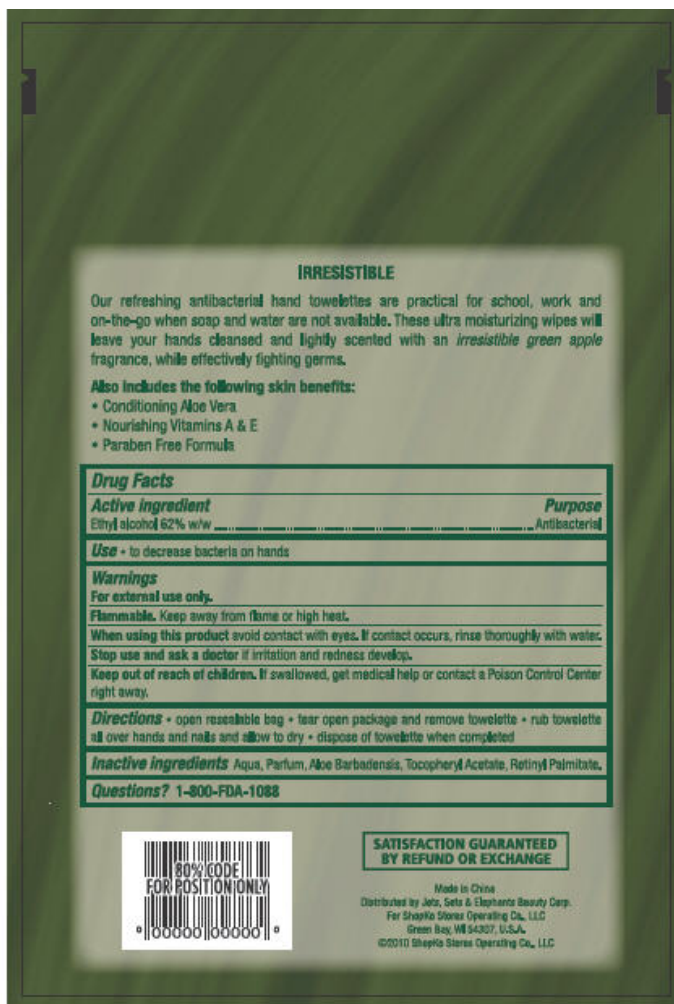 IRRESISTIBLE
Our refreshing antibacterial hand towelettes are practical for school, work and
on-the-go when soap and water are not available. These ultra moisturizing wipes will
leave your hands cleansed and lightly scented with an irresistible green apple
fragrance, while effectively fighting germs.
Also includes the following skin benefits:
• Conditioning Aloe Vera
• Nourishing Vitamins A & E
• Paraben Free Formula
Drug Facts
Active ingredient Purpose
Ethyl alcohol 62% w/w Antibacterial
Use • to decrease bacteria on hands
Warnings
For external use only.
Flammable. Keep away from flame or high heat.
When using this product avoid contact with eyes. If contact occurs, rinse thoroughly with water.
Stop use and ask a doctor if irritation and redness develop.
Keep out of reach of children. If swallowed, get medical help or contact a Poison Control Center
right away.
Directions • open resealable bag • tear open package and remove towelette • rub towelette
all over hands and nails and allow to dry • dispose of towelette when completed
Inactive ingredients Aqua, Parfum, Aloe Barbadensis, Tocopheryl Acetate, Retinyl Palmitate.
Questions? 1-800-FDA-1088
80% CODE
FOR POSITION ONLY
0 00000 00000 0
SATISFACTION GUARANTEED
BY REFUND OR EXCHANGE
Made in China
Distributed by Jets, Sets & Elephants Beauty Corp.
For ShopKo Stores Operating Co., LLC
Green Bay, WI 54307, U.S.A.
©2010 ShopKo Stores Operating Co., LLC